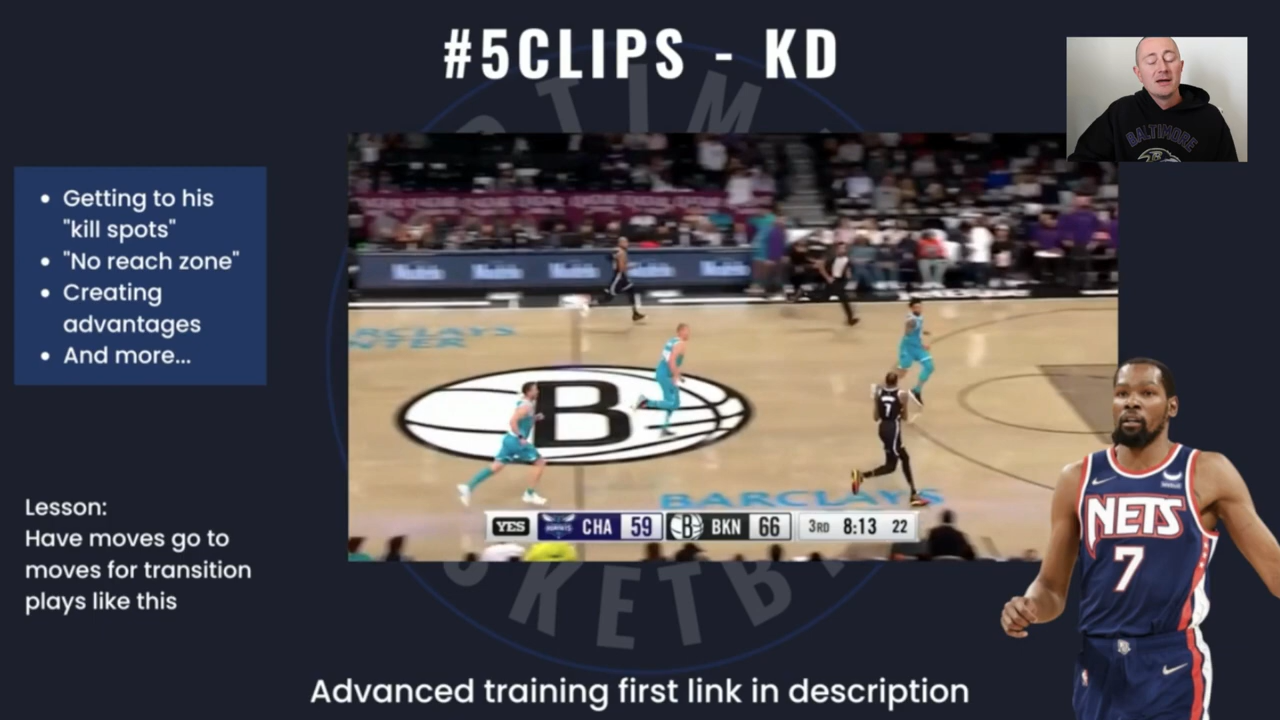 #5CLIPS - KD
BALTIMORE
• Getting to his
"kill spots"
• "No reach zone"
• Creating
advantages
• And more...
B
7
BARCLAYS
YES
CHA 59
B
BKN 66
3RD 8:13 22
NETS
7
Lesson:
Have moves go to
moves for transition
plays like this
Advanced training first link in description